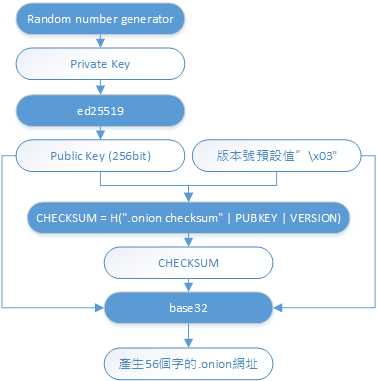 Random number generator
Private Key
ed25519
Public Key (256bit)
版本號預設值”\x03"
CHECKSUM = H(".onion checksum" | PUBKEY | VERSION)
CHECKSUM
base32
產生56個字的.onion網址